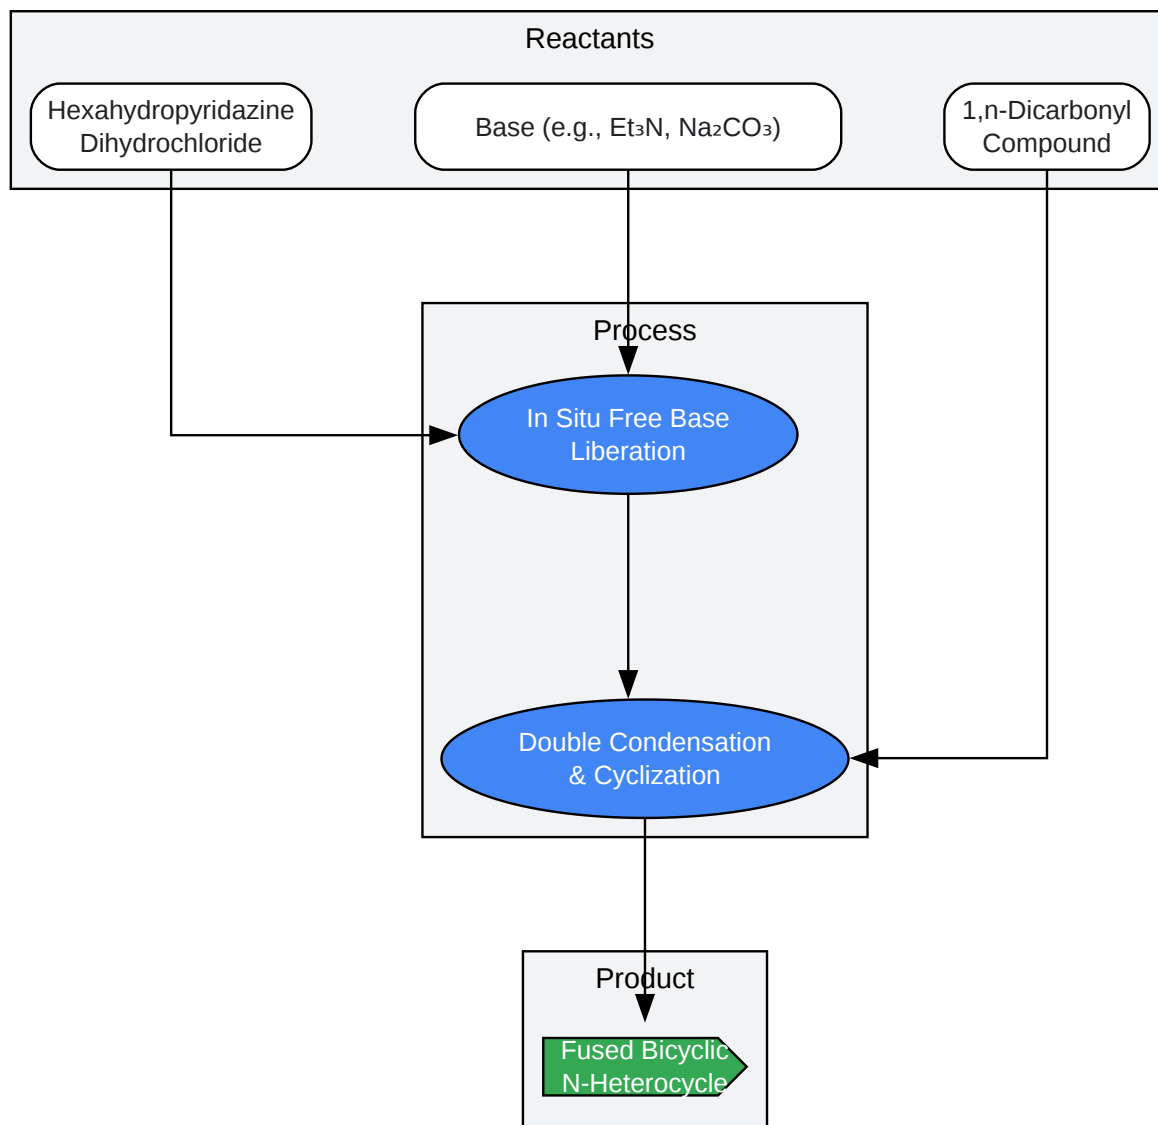 Reactants
Hexahydropyridazine
Dihydrochloride
Base (e.g., Et₃N, Na₂CO₃)
1,n-Dicarbonyl
Compound
Process
In Situ Free Base
Liberation
Double Condensation
& Cyclization
Product
Fused Bicyclic
N-Heterocycle